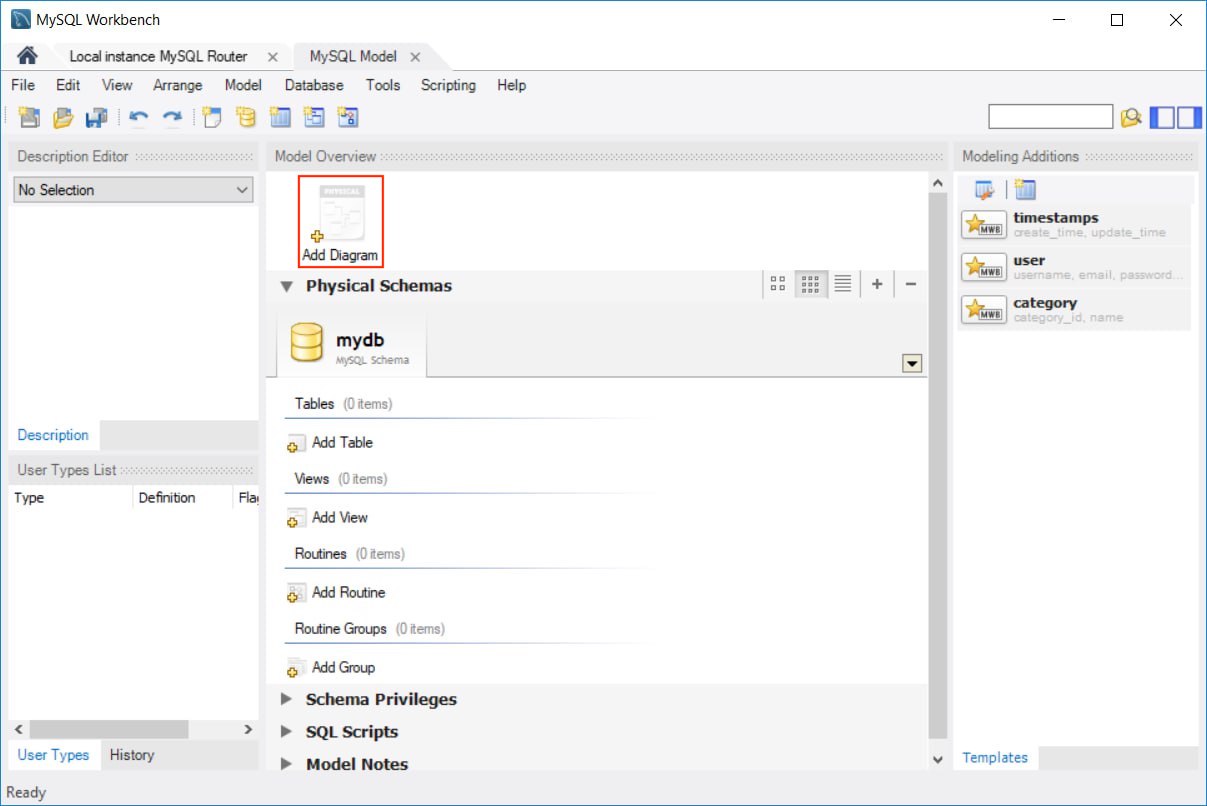 MySQL Workbench
Local instance MySQL Router
MySQL Model
File Edit View Arrange Model Database Tools Scripting Help
Description Editor
No Selection
Description
User Types List
Type Definition Flag
User Types History
Model Overview
PHYSICAL
Add Diagram
Physical Schemas
mydb
MySQL Schema
Tables (0 items)
Add Table
Views (0 items)
Add View
Routines (0 items)
Add Routine
Routine Groups (0 items)
Add Group
Schema Privileges
SQL Scripts
Model Notes
Modeling Additions
MWB
timestamps
create_time, update_time
MWB
user
username, email, password...
MWB
category
category_id, name
Templates
Ready